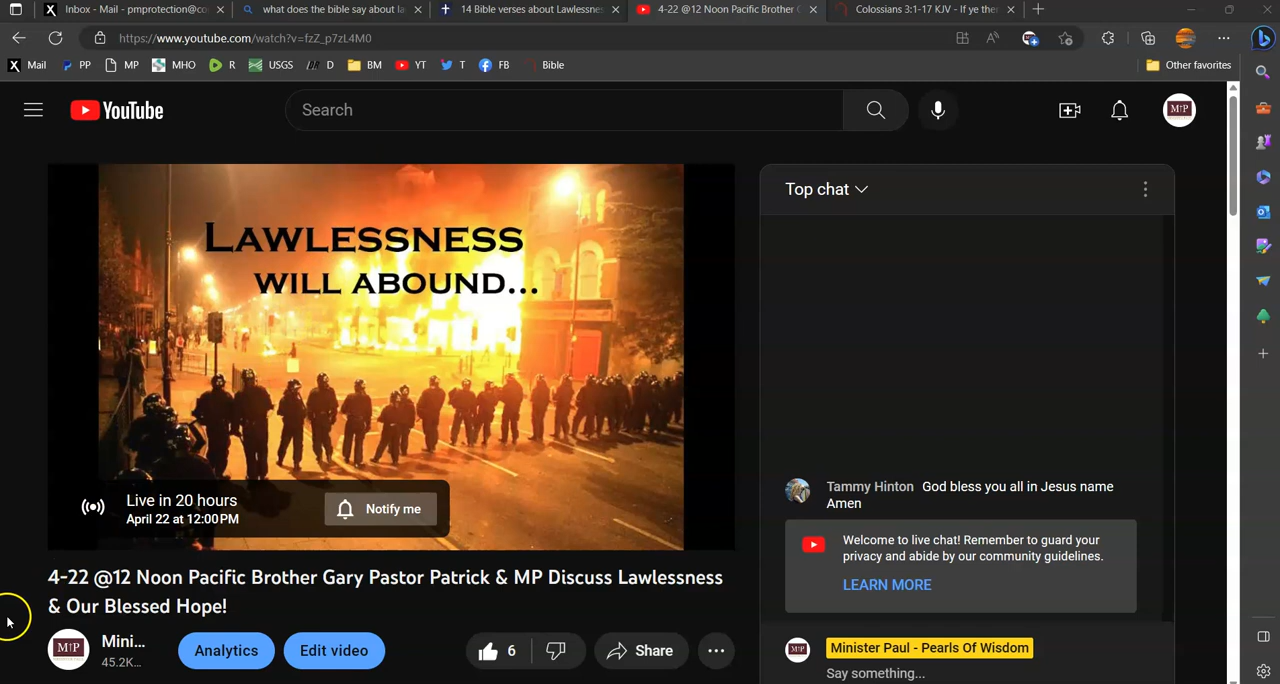 Inbox - Mail - pmprotection@co
what does the bible say about la
14 Bible verses about Lawlessnes
4-22 @12 Noon Pacific Brother G
Colossians 3:1-17 KJV - If ye then
https://www.youtube.com/watch?v=fzZ_p7zL4M0
Mail
PP
MP
MHO
R
USGS
D
BM
YT
T
FB
Bible
Other favorites
YouTube
Search
MIP
LAWLESSNESS
WILL ABOUND...
Live in 20 hours
April 22 at 12:00 PM
Notify me
4-22 @12 Noon Pacific Brother Gary Pastor Patrick & MP Discuss Lawlessness
& Our Blessed Hope!
MIP
Mini...
45.2K...
Analytics
Edit video
6
Share
Top chat
Tammy Hinton God bless you all in Jesus name
Amen
Welcome to live chat! Remember to guard your
privacy and abide by our community guidelines.
LEARN MORE
MIP
Minister Paul - Pearls Of Wisdom
Say something...